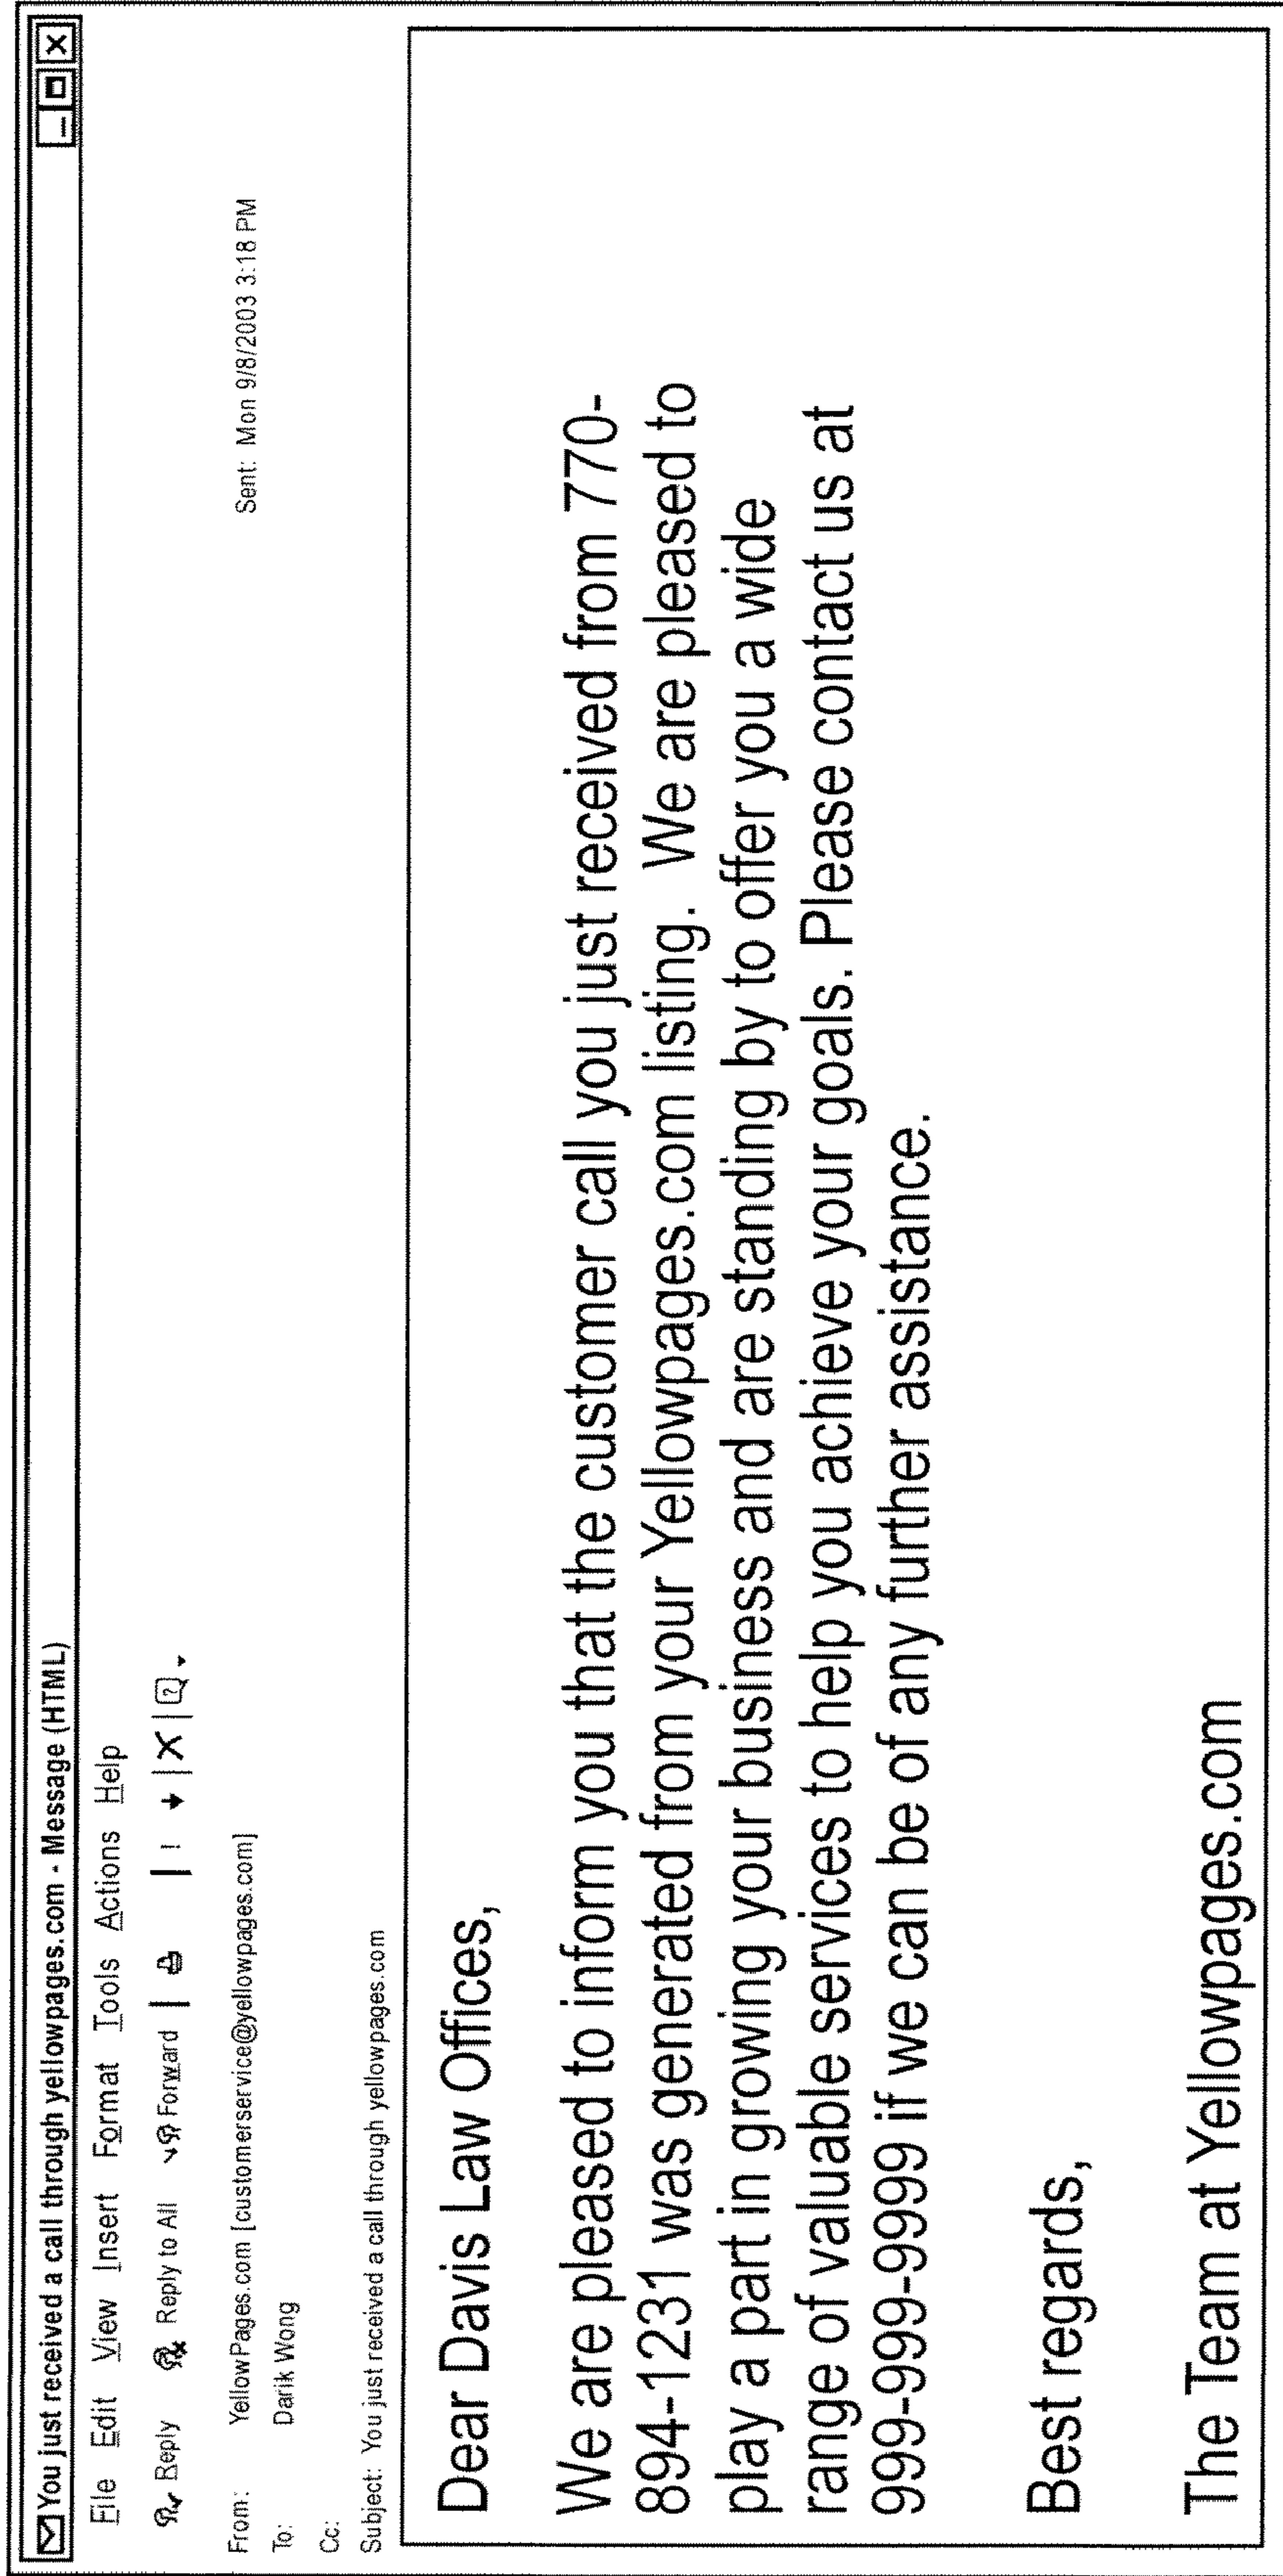 You just received a call through yellowpages.com - Message (HTML)
File Edit View Insert Format Tools Actions Help
Reply Reply to All Forward
From: YellowPages.com [customerservice@yellowpages.com] Sent: Mon 9/8/2003 3:18 PM
To: Darik Wong
Cc:
Subject: You just received a call through yellowpages.com
Dear Davis Law Offices,
We are pleased to inform you that the customer call you just received from 770-
894-1231 was generated from your Yellowpages.com listing. We are pleased to
play a part in growing your business and are standing by to offer you a wide
range of valuable services to help you achieve your goals. Please contact us at
999-999-9999 if we can be of any further assistance.
Best regards,
The Team at Yellowpages.com